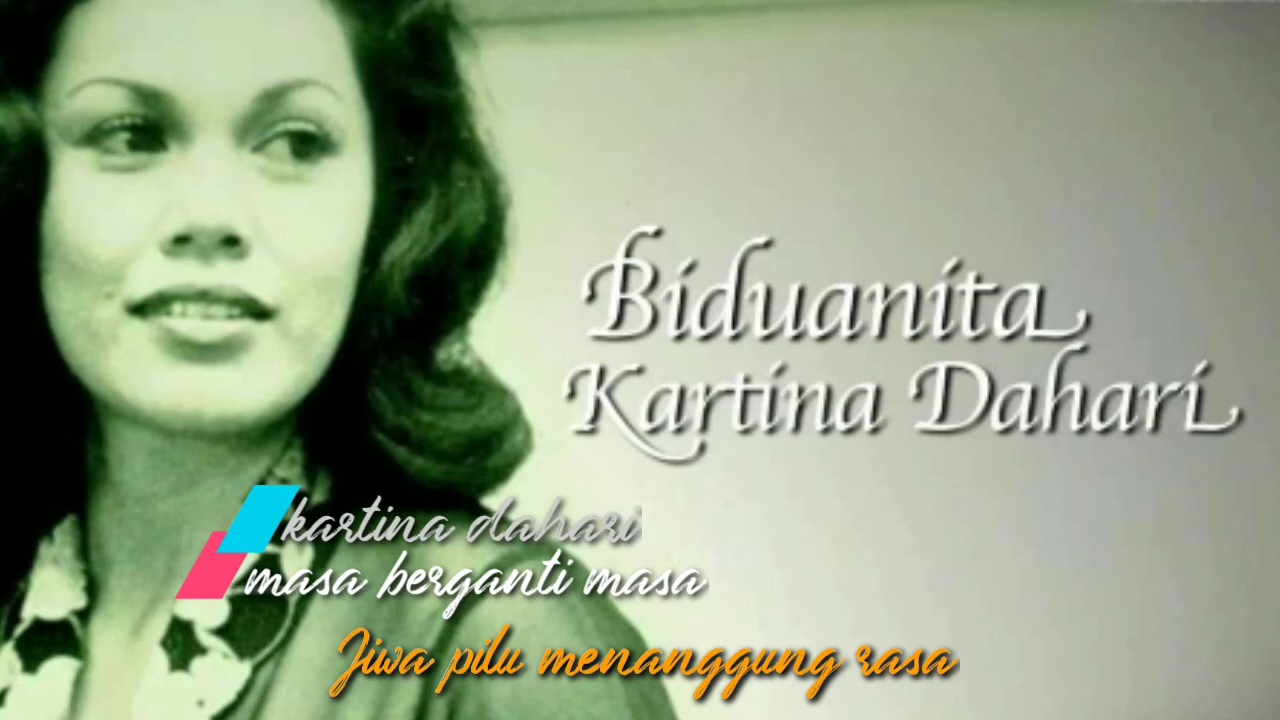 Biduanita
Kartina Dahari
kartina dahari
masa berganti masa
Jiwa pilu menanggung rasa